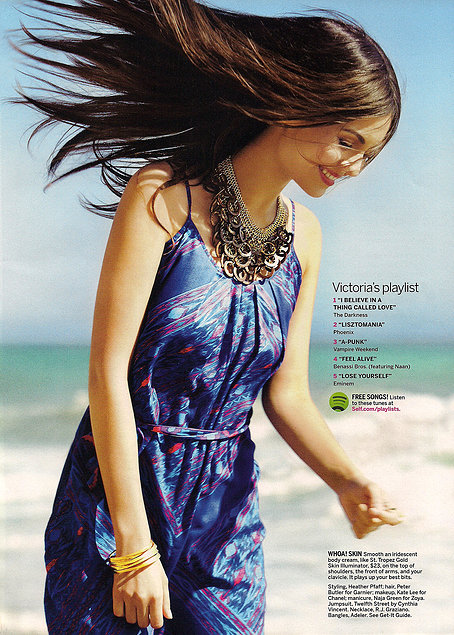 Victoria's playlist
1 "I BELIEVE IN A
THING CALLED LOVE"
The Darkness
2 "LISZTOMANIA"
Phoenix
3 "A-PUNK"
Vampire Weekend
4 "FEEL ALIVE"
Benassi Bros. (featuring Naan)
5 "LOSE YOURSELF"
Eminem
FREE SONGS! Listen
to these tunes at
Self.com/playlists.
WHOA! SKIN Smooth an iridescent
body cream, like St. Tropez Gold
Skin Illuminator, $23, on the top of
shoulders, the front of arms, and your
clavicle. It plays up your best bits.
Styling, Heather Pfaff; hair, Peter
Butler for Garnier; makeup, Kate Lee for
Chanel; manicure, Naja Green for Zoya.
Jumpsuit, Twelfth Street by Cynthia
Vincent. Necklace, R.J. Graziano.
Bangles, Adeler. See Get-It Guide.